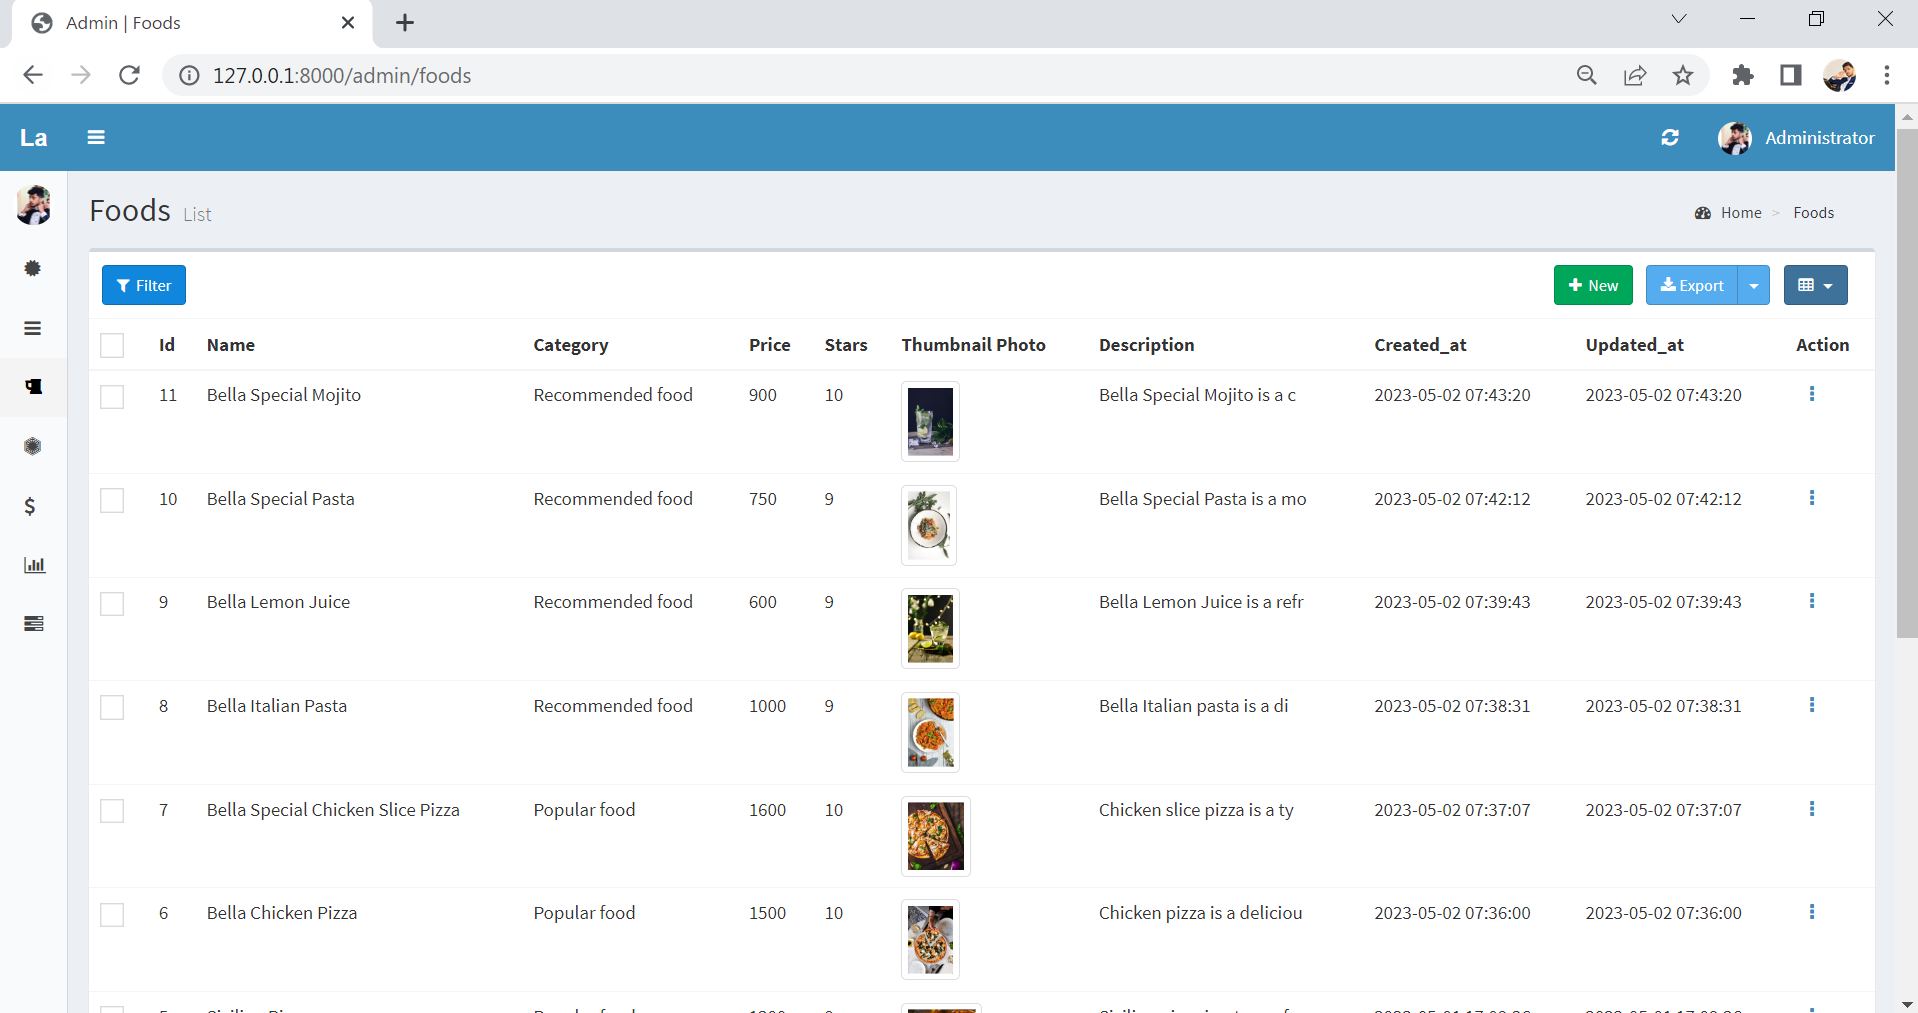 Admin | Foods
127.0.0.1:8000/admin/foods
La
Administrator
Foods List
Home > Foods
Filter
New
Export
Id Name Category Price Stars Thumbnail Photo Description Created_at Updated_at Action
11 Bella Special Mojito Recommended food 900 10 Bella Special Mojito is a c 2023-05-02 07:43:20 2023-05-02 07:43:20
10 Bella Special Pasta Recommended food 750 9 Bella Special Pasta is a mo 2023-05-02 07:42:12 2023-05-02 07:42:12
9 Bella Lemon Juice Recommended food 600 9 Bella Lemon Juice is a refr 2023-05-02 07:39:43 2023-05-02 07:39:43
8 Bella Italian Pasta Recommended food 1000 9 Bella Italian pasta is a di 2023-05-02 07:38:31 2023-05-02 07:38:31
7 Bella Special Chicken Slice Pizza Popular food 1600 10 Chicken slice pizza is a ty 2023-05-02 07:37:07 2023-05-02 07:37:07
6 Bella Chicken Pizza Popular food 1500 10 Chicken pizza is a deliciou 2023-05-02 07:36:00 2023-05-02 07:36:00